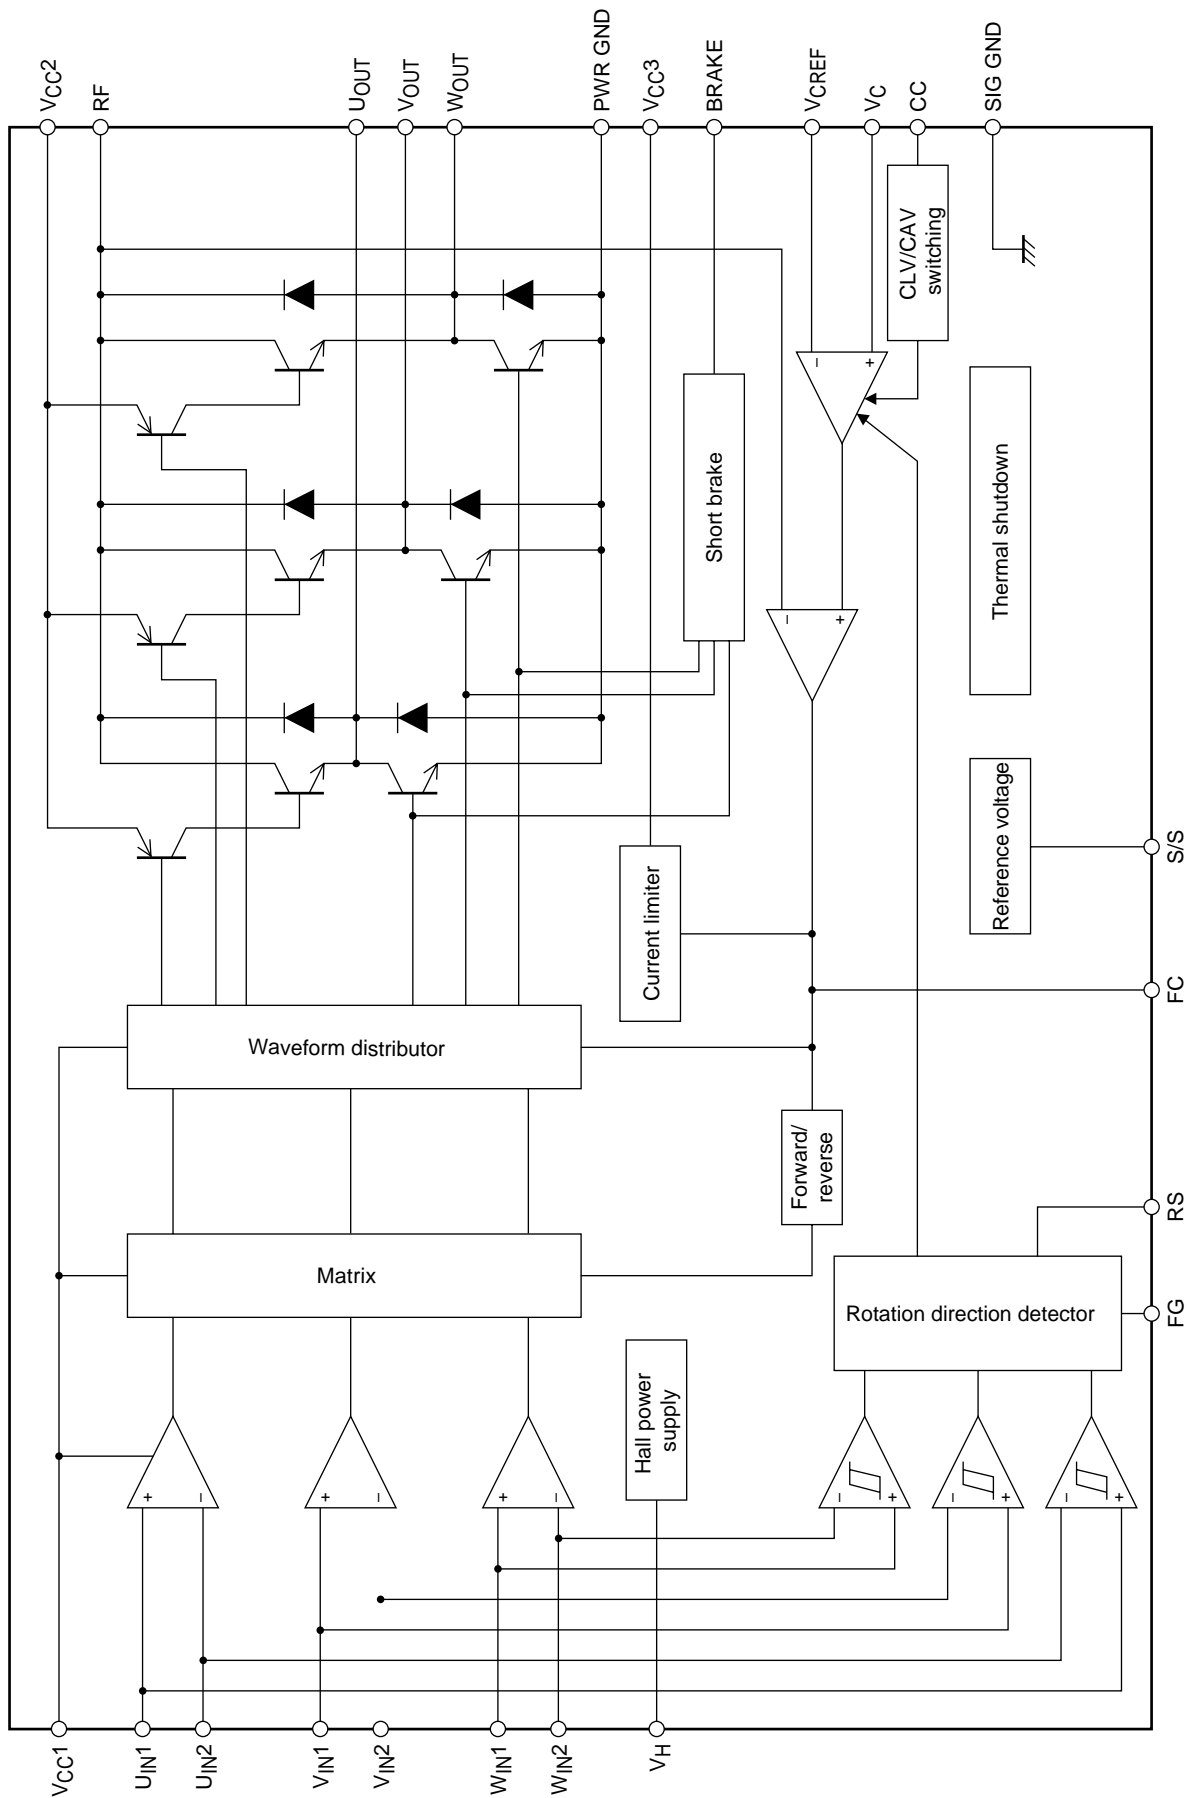 VCC2
RF
UOUT
VOUT
WOUT
PWR GND
VCC3
BRAKE
VCREF
VC
CC
SIG GND
CLV/CAV
switching
−
+
Short brake
Thermal shutdown
−
+
Reference voltage
S/S
Current limiter
FC
Waveform distributor
Forward/
reverse
RS
Matrix
Rotation direction detector
FG
Hall power
supply
+
−
+
−
+
−
−
+
−
+
−
+
VCC1
UIN1
UIN2
VIN1
VIN2
WIN1
WIN2
VH